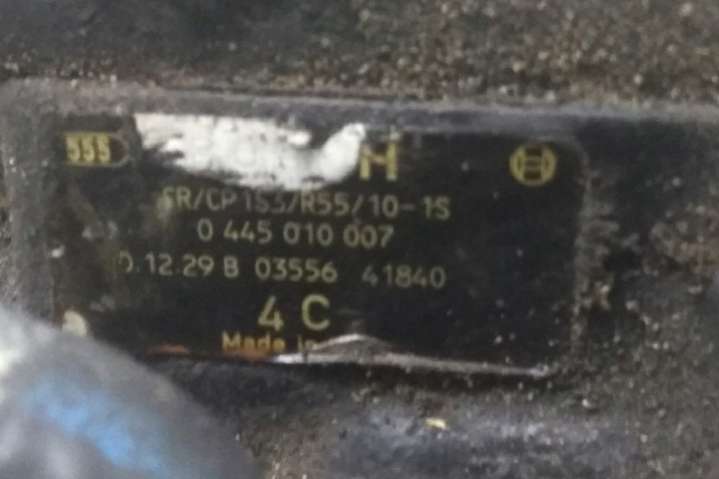 555 H
CR/CP1S3/R55/10-1S
0 445 010 007
0.12.29 B 03556 41840
4 C
Made in